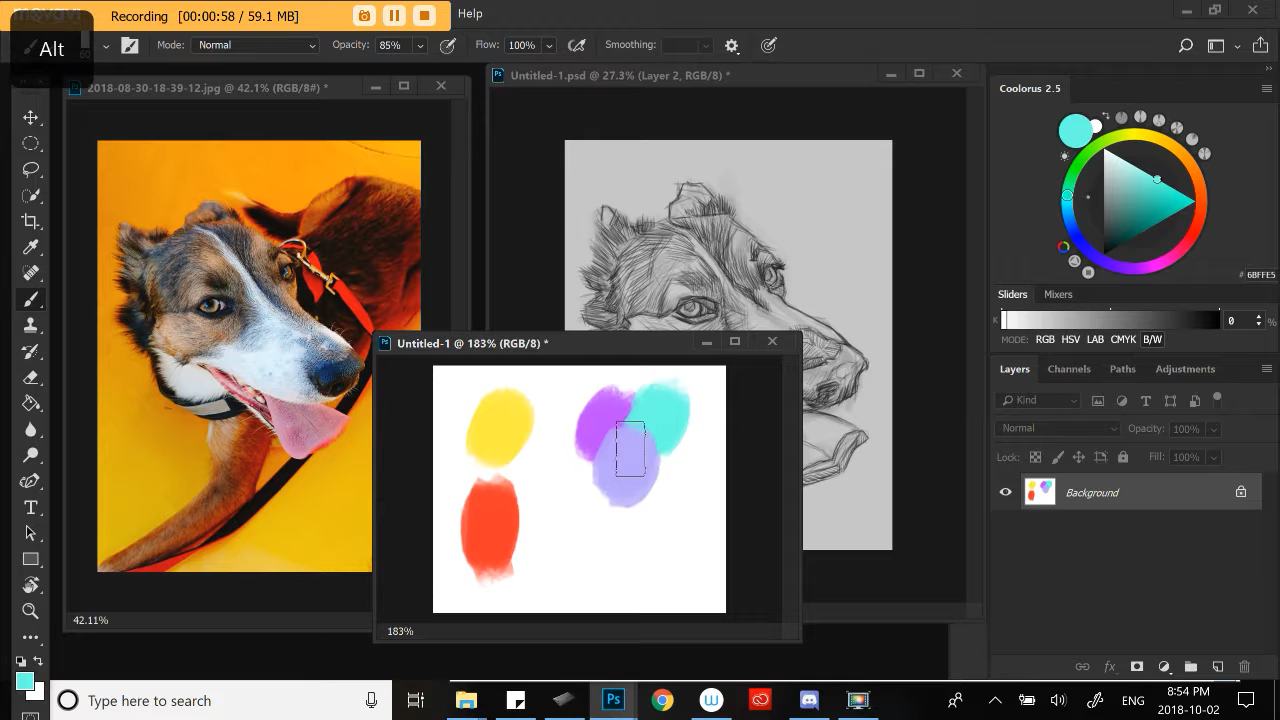 Recording [00:00:58 / 59.1 MB]
Help
Alt
Mode: Normal
Opacity: 85%
Flow: 100%
Smoothing:
2018-08-30-18-39-12.jpg @ 42.1% (RGB/8#) *
Untitled-1.psd @ 27.3% (Layer 2, RGB/8) *
Coolorus 2.5
# 6BFFE5
Sliders
Mixers
K
0
%
MODE: RGB HSV LAB CMYK B/W
Untitled-1 @ 183% (RGB/8) *
Layers
Channels
Paths
Adjustments
Kind
Normal
Opacity: 100%
Lock:
Fill: 100%
Background
42.11%
183%
Type here to search
Ps
ENG
8:54 PM
2018-10-02